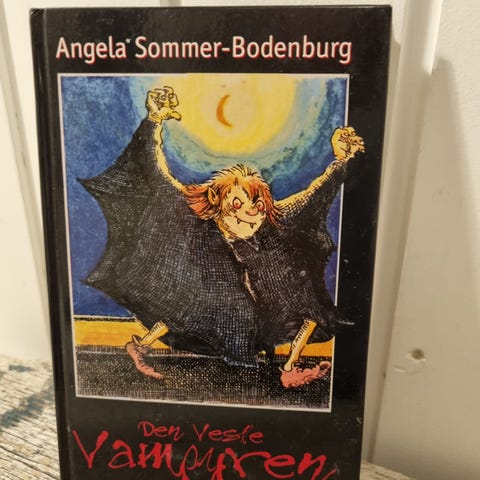 Angela Sommer-Bodenburg
Den Vesle
Vampyren